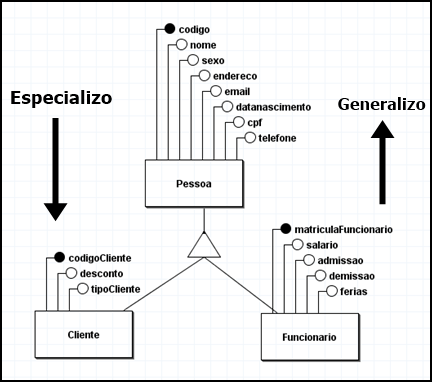 codigo
nome
sexo
endereco
email
datanascimento
cpf
telefone
Especializo
Generalizo
Pessoa
codigoCliente
desconto
tipoCliente
Cliente
matriculaFuncionario
salario
admissao
demissao
ferias
Funcionario